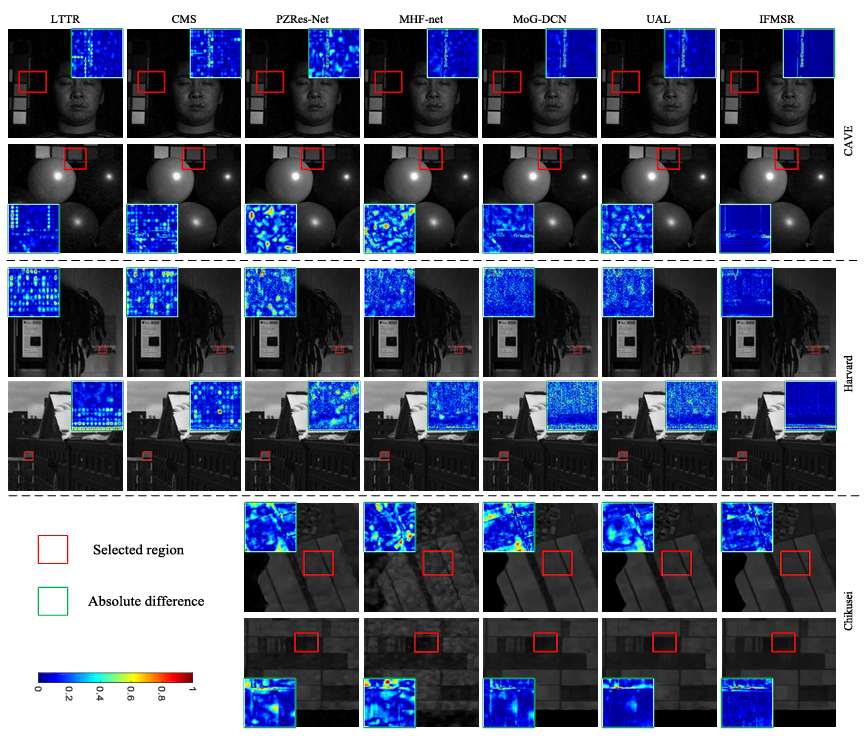 LTTR CMS PZRes-Net MHF-net MoG-DCN UAL IFMSR
CAVE
Harvard
Selected region
Absolute difference
Chikusei
0 0.2 0.4 0.6 0.8 1